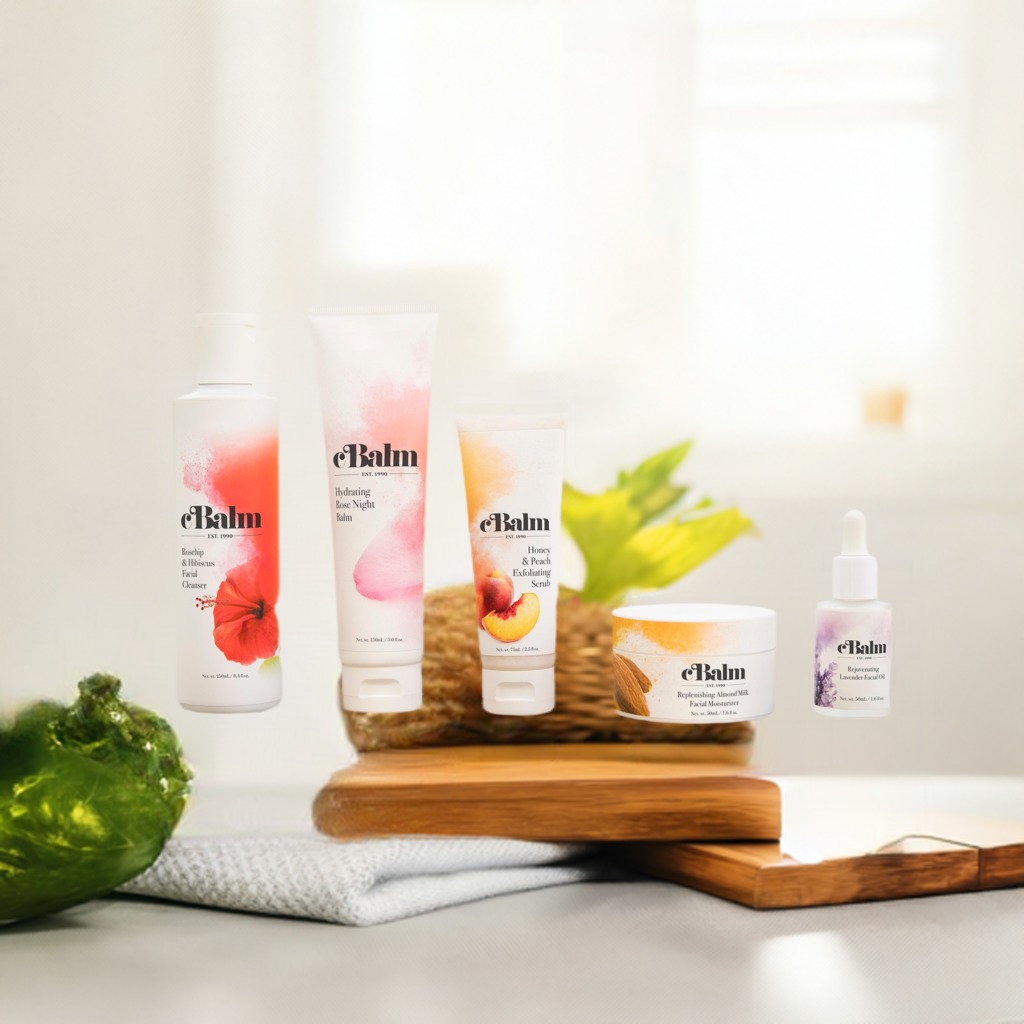 cBalm
EST. 1990
Rosehip
& Hibiscus
Facial
Cleanser
cBalm
EST. 1990
Hydrating
Rose Night
Balm
cBalm
EST. 1990
Honey
& Peach
Exfoliating
Scrub
cBalm
EST. 1990
Replenishing Almond Milk
Facial Moisturizer
cBalm
EST. 1990
Rejuvenating
Lavender Facial Oil